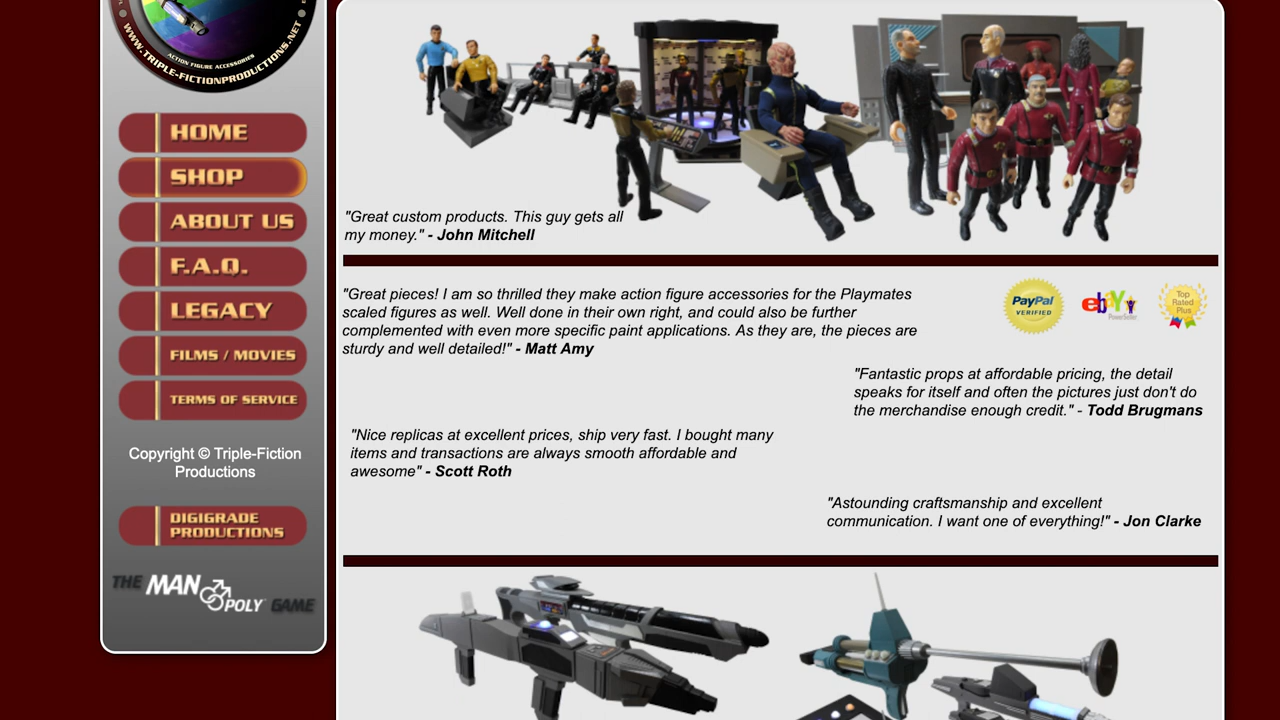 WWW.TRIPLE-FICTIONPRODUCTIONS.NET
ACTION FIGURE ACCESSORIES
HOME
SHOP
ABOUT US
F.A.Q.
LEGACY
FILMS / MOVIES
TERMS OF SERVICE
Copyright © Triple-Fiction
Productions
DIGIGRADE
PRODUCTIONS
THE MAN
POLY GAME
"Great custom products. This guy gets all
my money." - John Mitchell
"Great pieces! I am so thrilled they make action figure accessories for the Playmates
scaled figures as well. Well done in their own right, and could also be further
complemented with even more specific paint applications. As they are, the pieces are
sturdy and well detailed!" - Matt Amy
PayPal
VERIFIED
ebaY
PowerSeller
Top
Rated
Plus
"Fantastic props at affordable pricing, the detail
speaks for itself and often the pictures just don't do
the merchandise enough credit." - Todd Brugmans
"Nice replicas at excellent prices, ship very fast. I bought many
items and transactions are always smooth affordable and
awesome" - Scott Roth
"Astounding craftsmanship and excellent
communication. I want one of everything!" - Jon Clarke